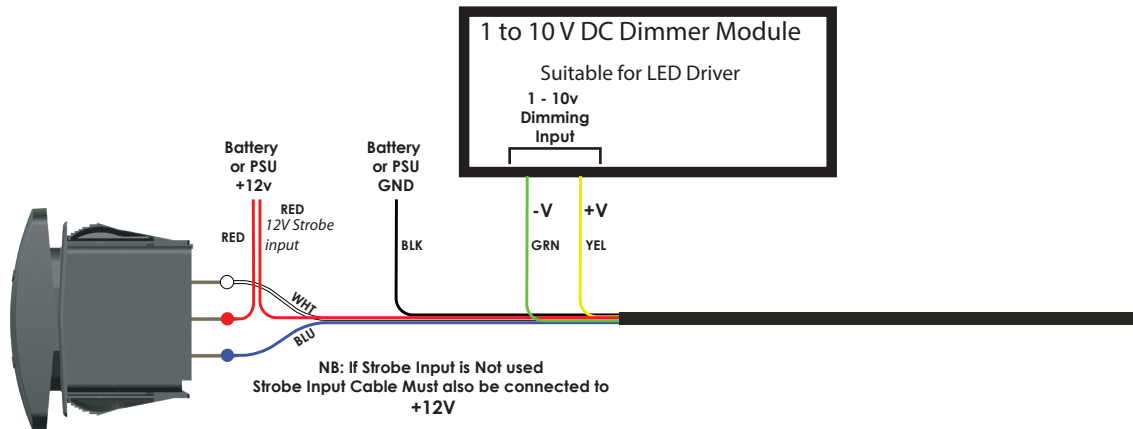 1 to 10 V DC Dimmer Module
Suitable for LED Driver
1 - 10v
Dimming
Input
Battery
or PSU
+12v
Battery
or PSU
GND
RED
12V Strobe
input
RED
BLK
-V
+V
GRN
YEL
WHT
BLU
NB: If Strobe Input is Not used
Strobe Input Cable Must also be connected to
+12V